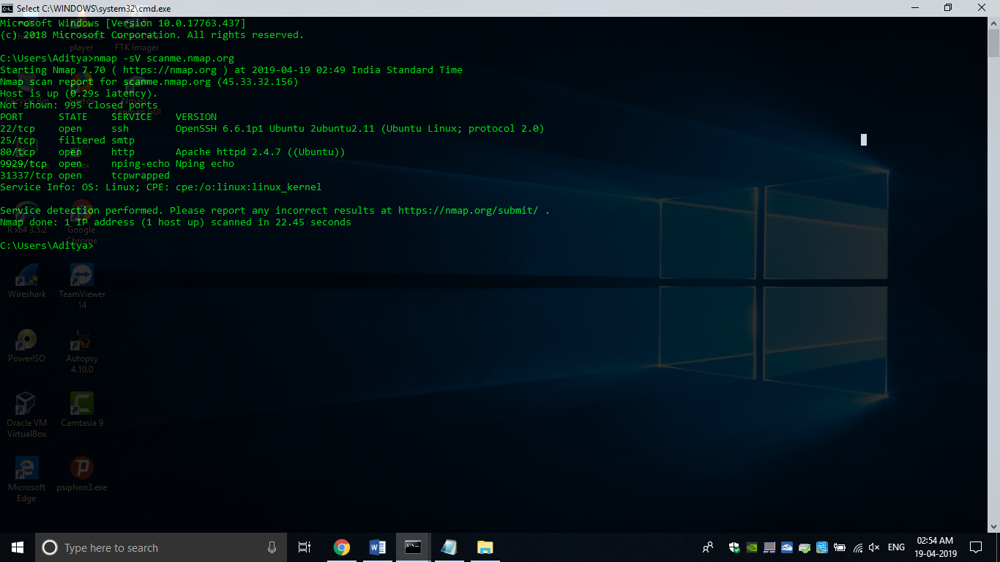 Select C:\WINDOWS\system32\cmd.exe
Microsoft Windows [Version 10.0.17763.437]
(c) 2018 Microsoft Corporation. All rights reserved.
C:\Users\Aditya>nmap -sV scanme.nmap.org
Starting Nmap 7.70 ( https://nmap.org ) at 2019-04-19 02:49 India Standard Time
Nmap scan report for scanme.nmap.org (45.33.32.156)
Host is up (0.29s latency).
Not shown: 995 closed ports
PORT      STATE    SERVICE    VERSION
22/tcp    open     ssh        OpenSSH 6.6.1p1 Ubuntu 2ubuntu2.11 (Ubuntu Linux; protocol 2.0)
25/tcp    filtered smtp
80/tcp    open     http       Apache httpd 2.4.7 ((Ubuntu))
9929/tcp  open     nping-echo Nping echo
31337/tcp open     tcpwrapped
Service Info: OS: Linux; CPE: cpe:/o:linux:linux_kernel
Service detection performed. Please report any incorrect results at https://nmap.org/submit/ .
Nmap done: 1 IP address (1 host up) scanned in 22.45 seconds
C:\Users\Aditya>
player
FTK Imager
Recycle Bin
Firefox
Nmap -
Zenmap GUI
R x64 3.5.2
Google
Chrome
Wireshark
TeamViewer
14
PowerISO
Autopsy
4.10.0
Oracle VM
VirtualBox
Camtasia 9
Microsoft
Edge
psiphon3.exe
Type here to search
ENG
02:54 AM
19-04-2019